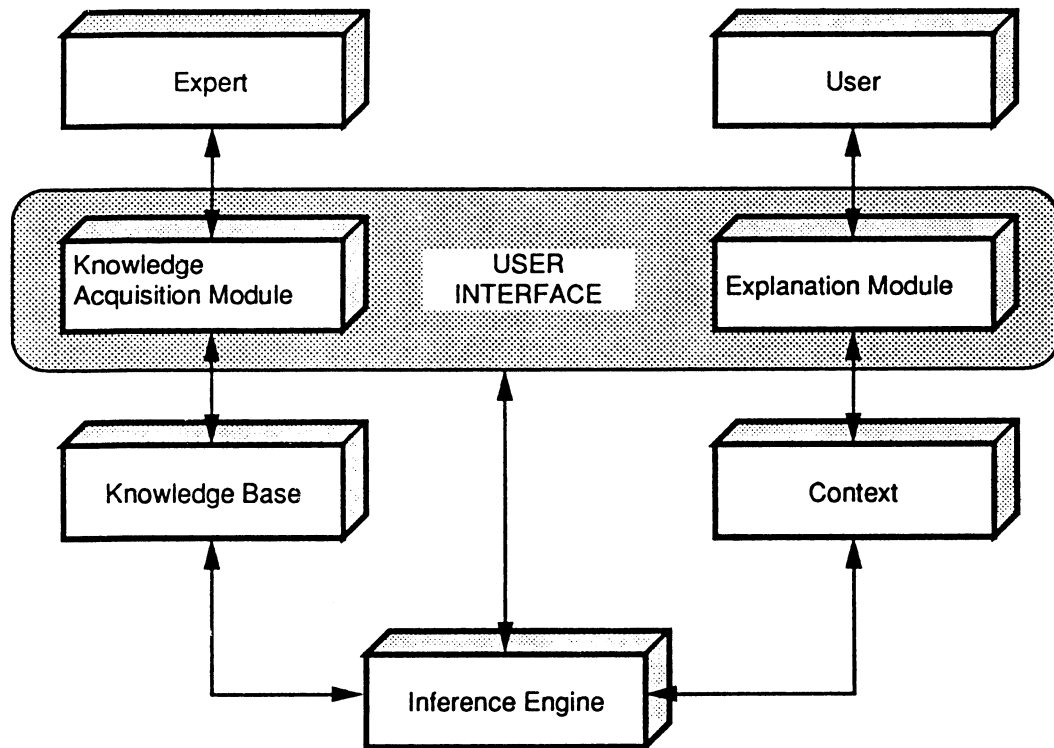 Expert
User
Knowledge
Acquisition Module
USER
INTERFACE
Explanation Module
Knowledge Base
Context
Inference Engine